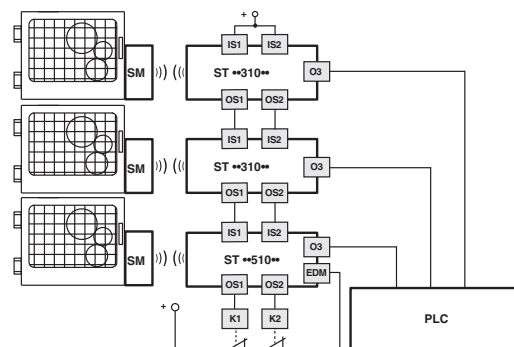 +
IS1 IS2
SM ST ••310•• O3
OS1 OS2
IS1 IS2
SM ST ••310•• O3
OS1 OS2
IS1 IS2
SM ST ••510•• O3
EDM
OS1 OS2
+
K1 K2
PLC